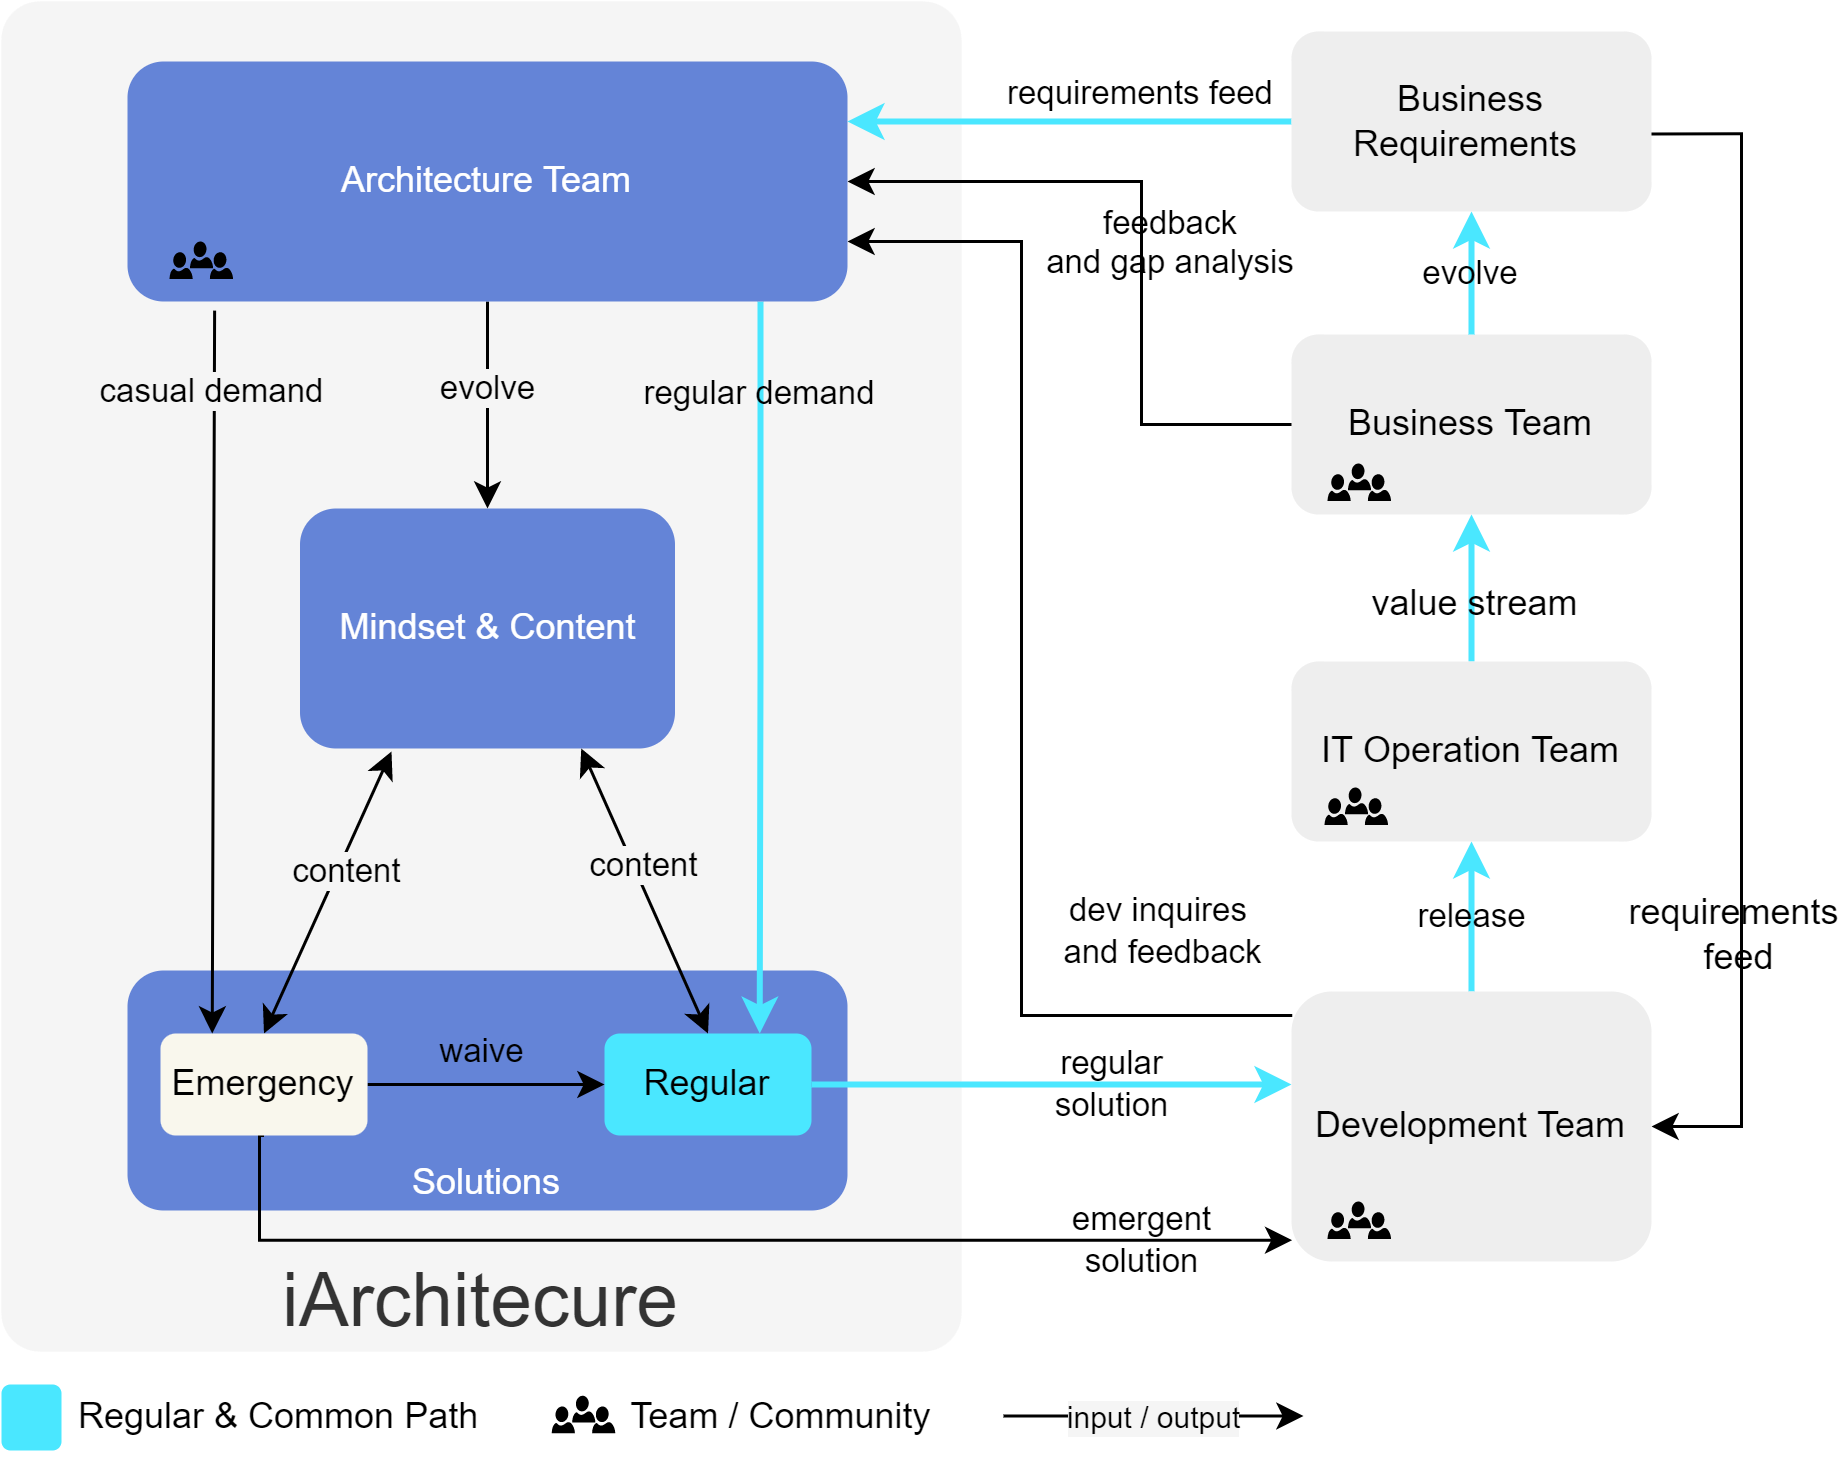 requirements feed
Business
Requirements
Architecture Team
feedback
and gap analysis
evolve
casual demand
evolve
regular demand
Business Team
value stream
Mindset & Content
IT Operation Team
content
content
dev inquires
and feedback
release
requirements
feed
waive
Emergency
Regular
regular
solution
Development Team
Solutions
emergent
solution
iArchitecure
Regular & Common Path
Team / Community
input / output